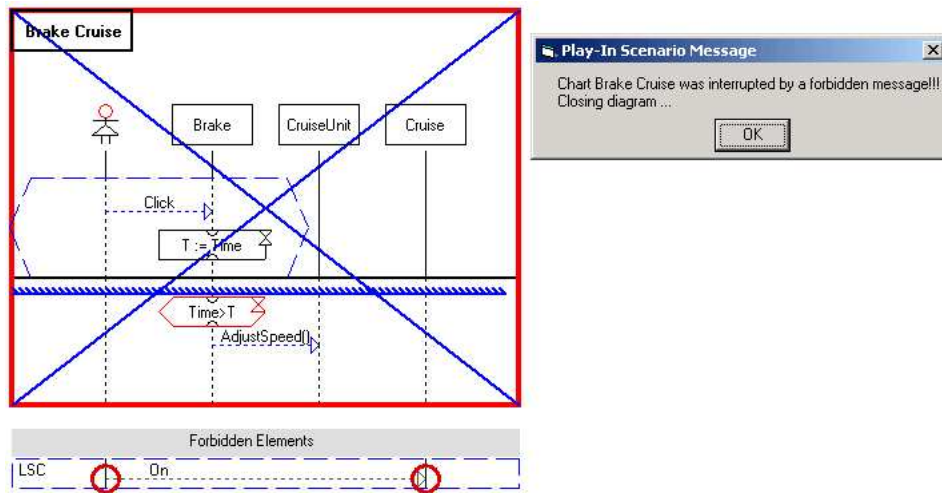 Brake Cruise
Brake
CruiseUnit
Cruise
Click
T := Time
Time>T
AdjustSpeed()
Forbidden Elements
LSC
On
Play-In Scenario Message
Chart Brake Cruise was interrupted by a forbidden message!!!
Closing diagram ...
OK